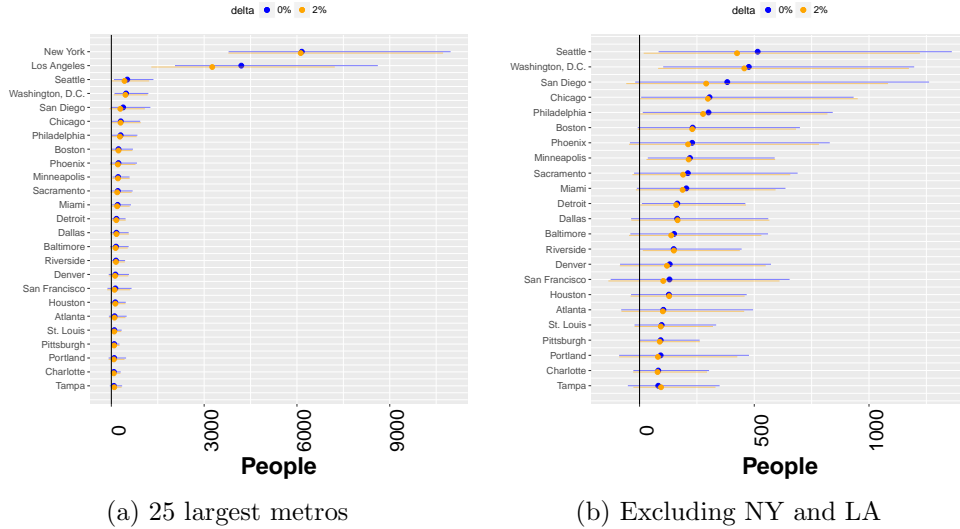 delta 0% 2%
New York
Los Angeles
Seattle
Washington, D.C.
San Diego
Chicago
Philadelphia
Boston
Phoenix
Minneapolis
Sacramento
Miami
Detroit
Dallas
Baltimore
Riverside
Denver
San Francisco
Houston
Atlanta
St. Louis
Pittsburgh
Portland
Charlotte
Tampa
0 3000 6000 9000
People
(a) 25 largest metros
delta 0% 2%
Seattle
Washington, D.C.
San Diego
Chicago
Philadelphia
Boston
Phoenix
Minneapolis
Sacramento
Miami
Detroit
Dallas
Baltimore
Riverside
Denver
San Francisco
Houston
Atlanta
St. Louis
Pittsburgh
Portland
Charlotte
Tampa
0 500 1000
People
(b) Excluding NY and LA